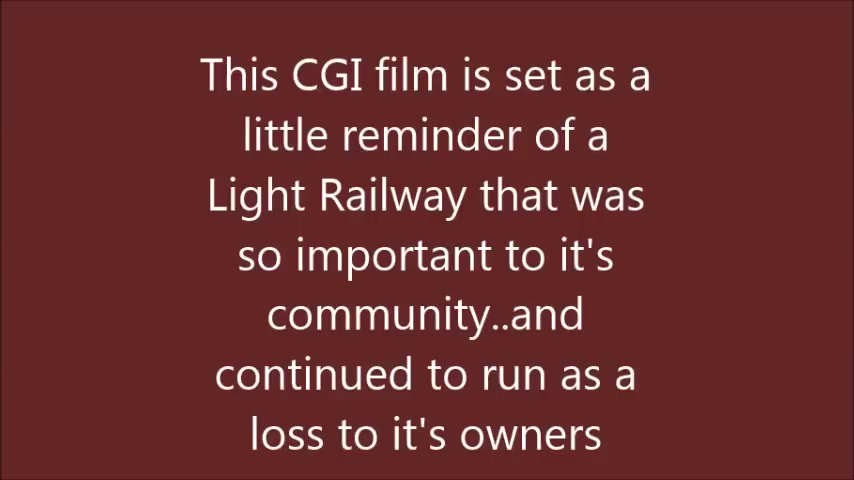 This CGI film is set as a
little reminder of a
Light Railway that was
so important to it's
community..and
continued to run as a
loss to it's owners